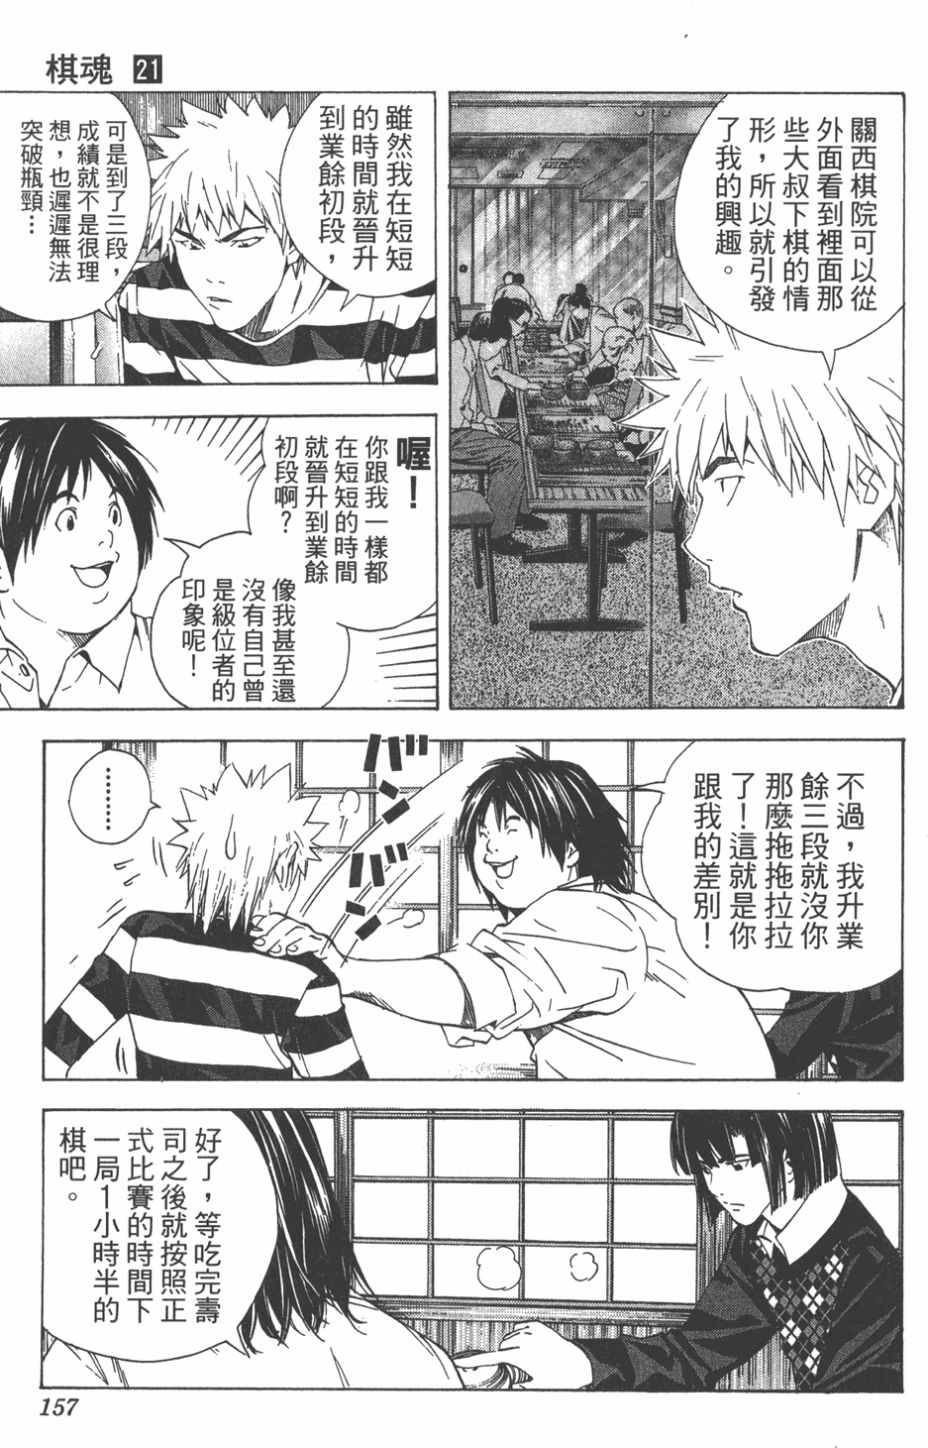 棋魂 21
關西棋院可以從
外面看到裡面那
些大叔下棋的情
形，所以就引發
了我的興趣。
雖然我在短短
的時間就晉升
到業餘初段，
可是到了三段，
成績就不是很理
想，也遲遲無法
突破瓶頸…
喔！
你跟我一樣都
在短短的時間
就晉升到業餘
初段啊？
像我甚至還
沒有自己曾
是級位者的
印象呢！
不過，我升業
餘三段就沒你
那麼拖拖拉拉
了！這就是你
跟我的差別！
バン
バン
………
好了，等吃完壽
司之後就按照正
式比賽的時間下
一局1小時半的
棋吧。
157